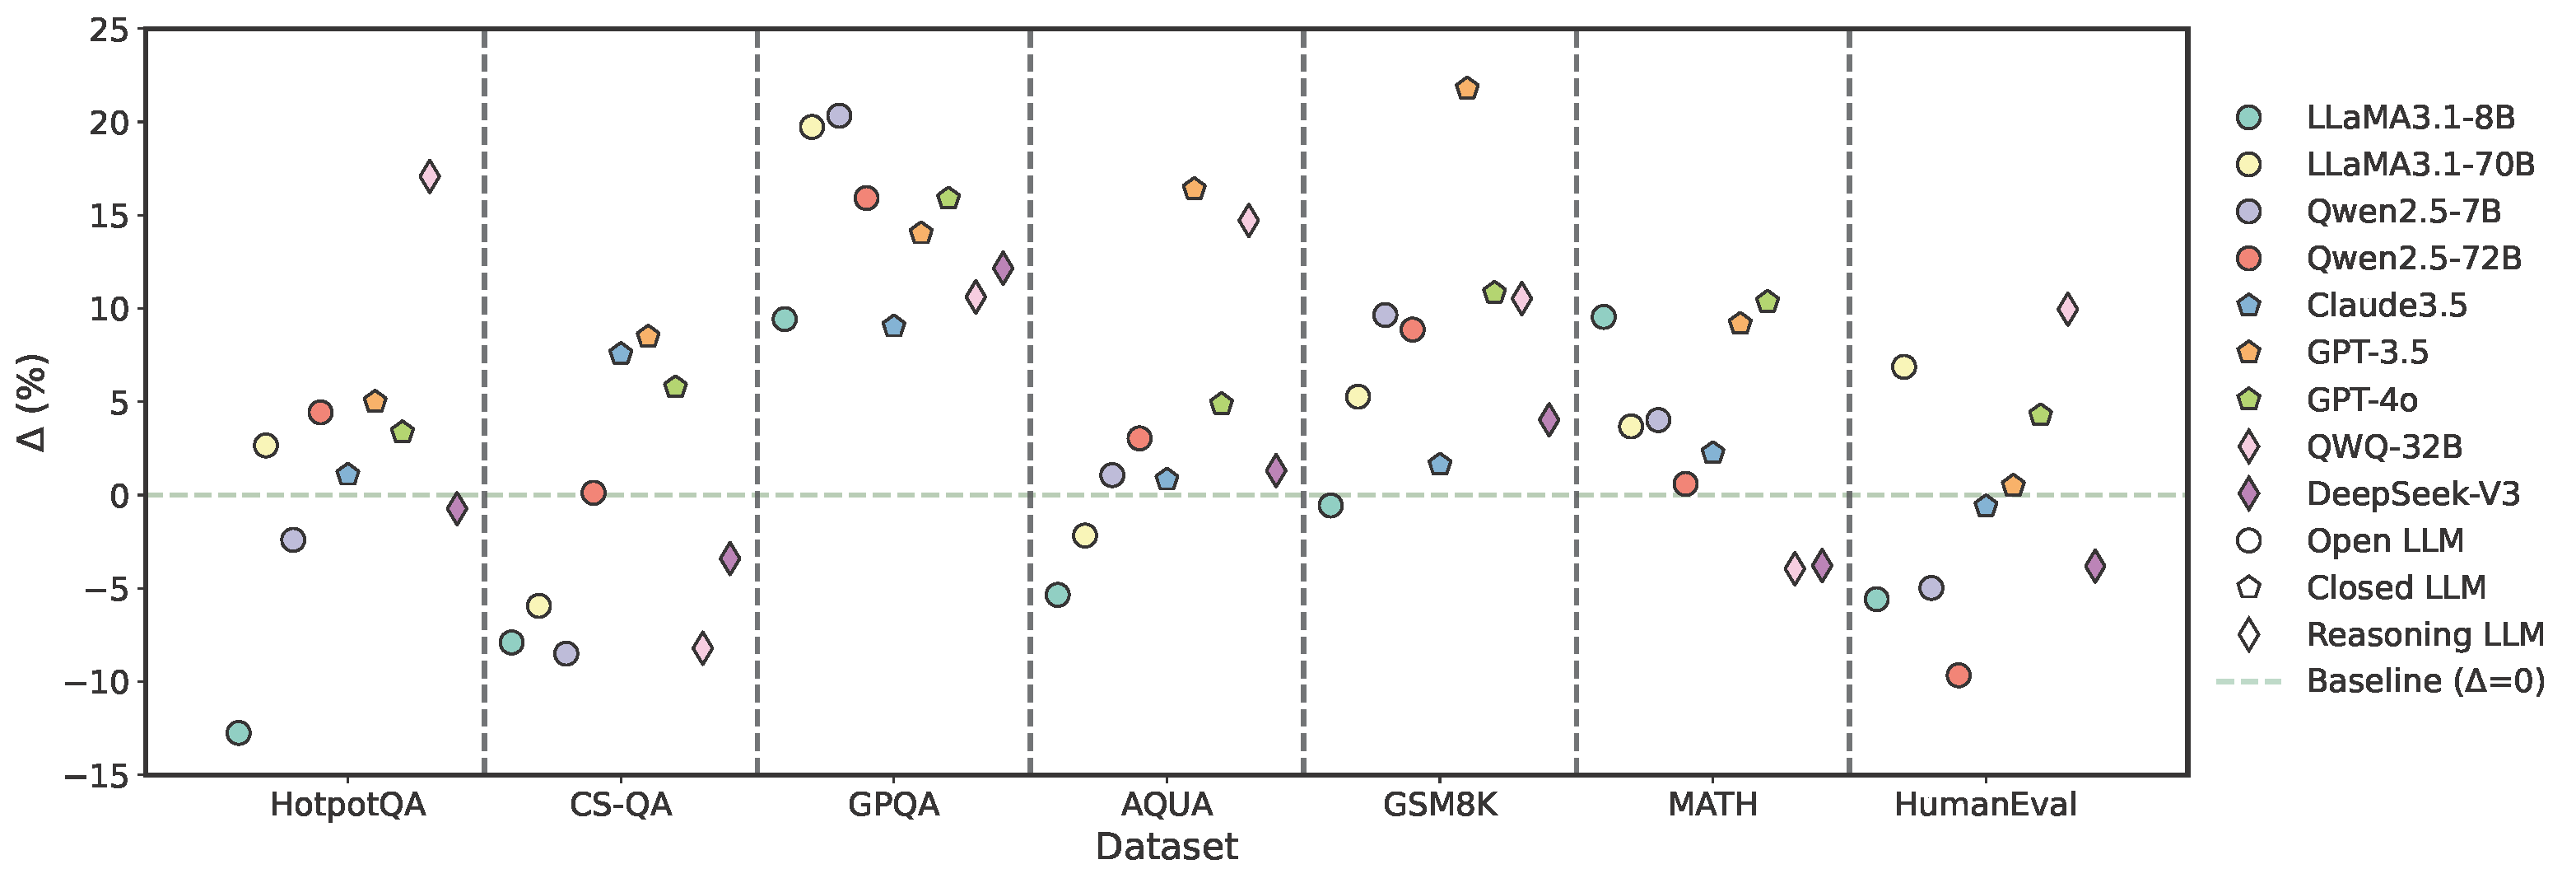 25
20
15
10
5
0
−5
−10
−15
Δ (%)
HotpotQA
CS-QA
GPQA
AQUA
GSM8K
MATH
HumanEval
Dataset
LLaMA3.1-8B
LLaMA3.1-70B
Qwen2.5-7B
Qwen2.5-72B
Claude3.5
GPT-3.5
GPT-4o
QWQ-32B
DeepSeek-V3
Open LLM
Closed LLM
Reasoning LLM
Baseline (Δ=0)